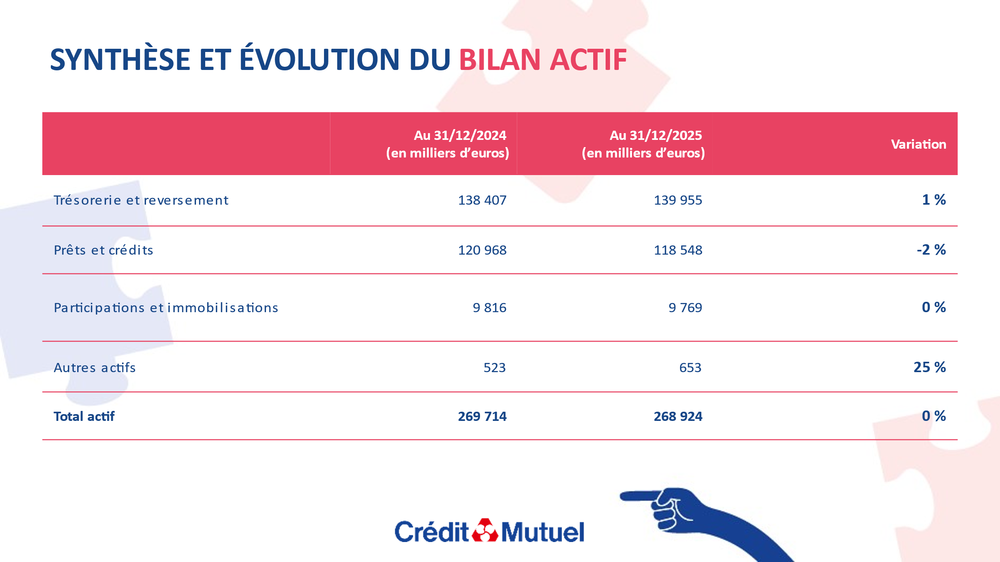 SYNTHÈSE ET ÉVOLUTION DU BILAN ACTIF
Au 31/12/2024 (en milliers d’euros) Au 31/12/2025 (en milliers d’euros) Variation
Trésorerie et reversement 138 407 139 955 1 %
Prêts et crédits 120 968 118 548 -2 %
Participations et immobilisations 9 816 9 769 0 %
Autres actifs 523 653 25 %
Total actif 269 714 268 924 0 %
Crédit Mutuel